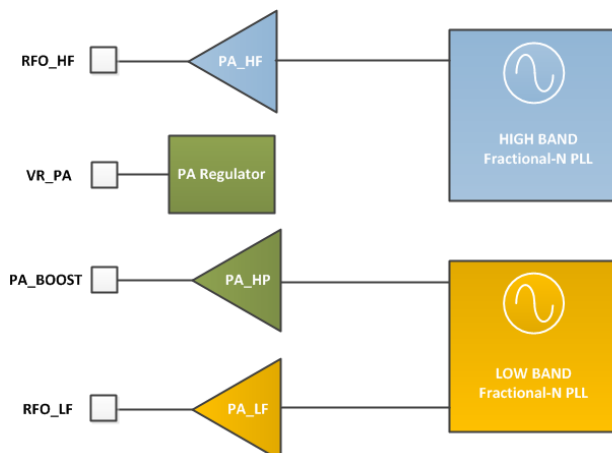 RFO_HF
PA_HF
HIGH BAND
Fractional-N PLL
VR_PA
PA Regulator
PA_BOOST
PA_HP
LOW BAND
Fractional-N PLL
RFO_LF
PA_LF